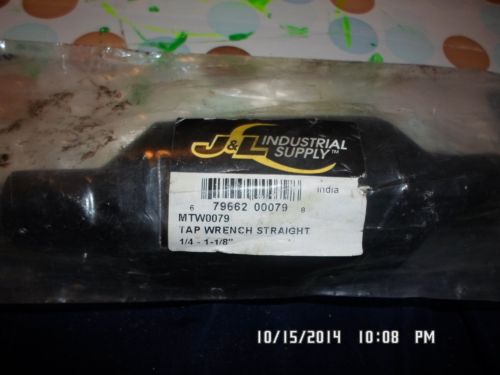 J&L INDUSTRIAL
SUPPLY™
India
6 79662 00079 8
MTW0079
TAP WRENCH STRAIGHT
1/4 - 1-1/8"
10/15/2014 10:08 PM